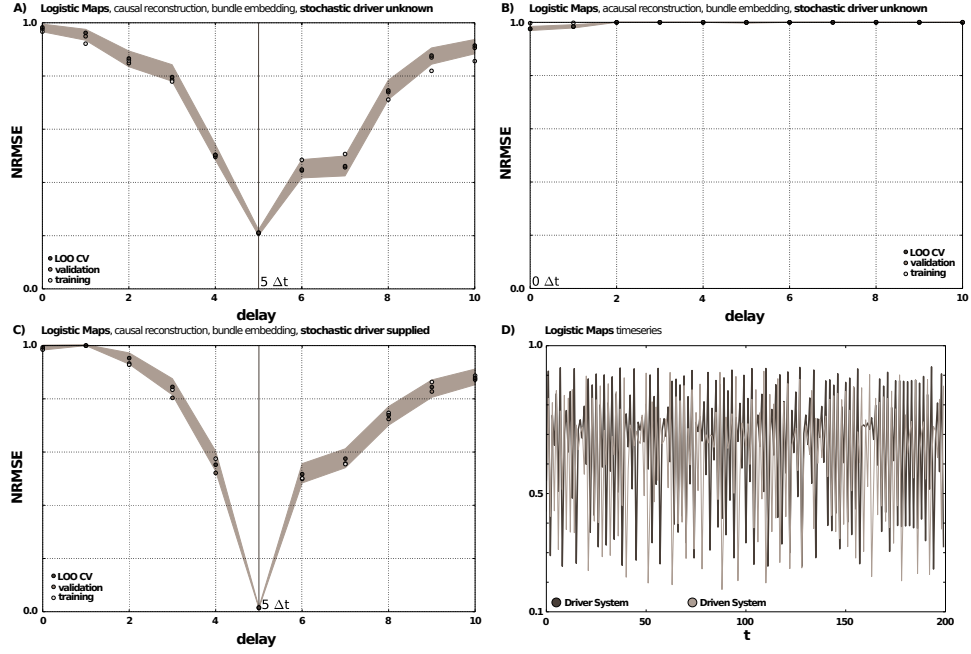 A) Logistic Maps, causal reconstruction, bundle embedding, stochastic driver unknown
1.0
NRMSE
0.0
LOO CV
validation
training
5 Δt
0 2 4 6 8 10
delay
B) Logistic Maps, acausal reconstruction, bundle embedding, stochastic driver unknown
1.0
NRMSE
0.0
0 Δt
LOO CV
validation
training
0 2 4 6 8 10
delay
C) Logistic Maps, causal reconstruction, bundle embedding, stochastic driver supplied
1.0
NRMSE
0.0
LOO CV
validation
training
5 Δt
0 2 4 6 8 10
delay
D) Logistic Maps timeseries
1.0
0.5
0.1
Driver System Driven System
0 50 100 150 200
t